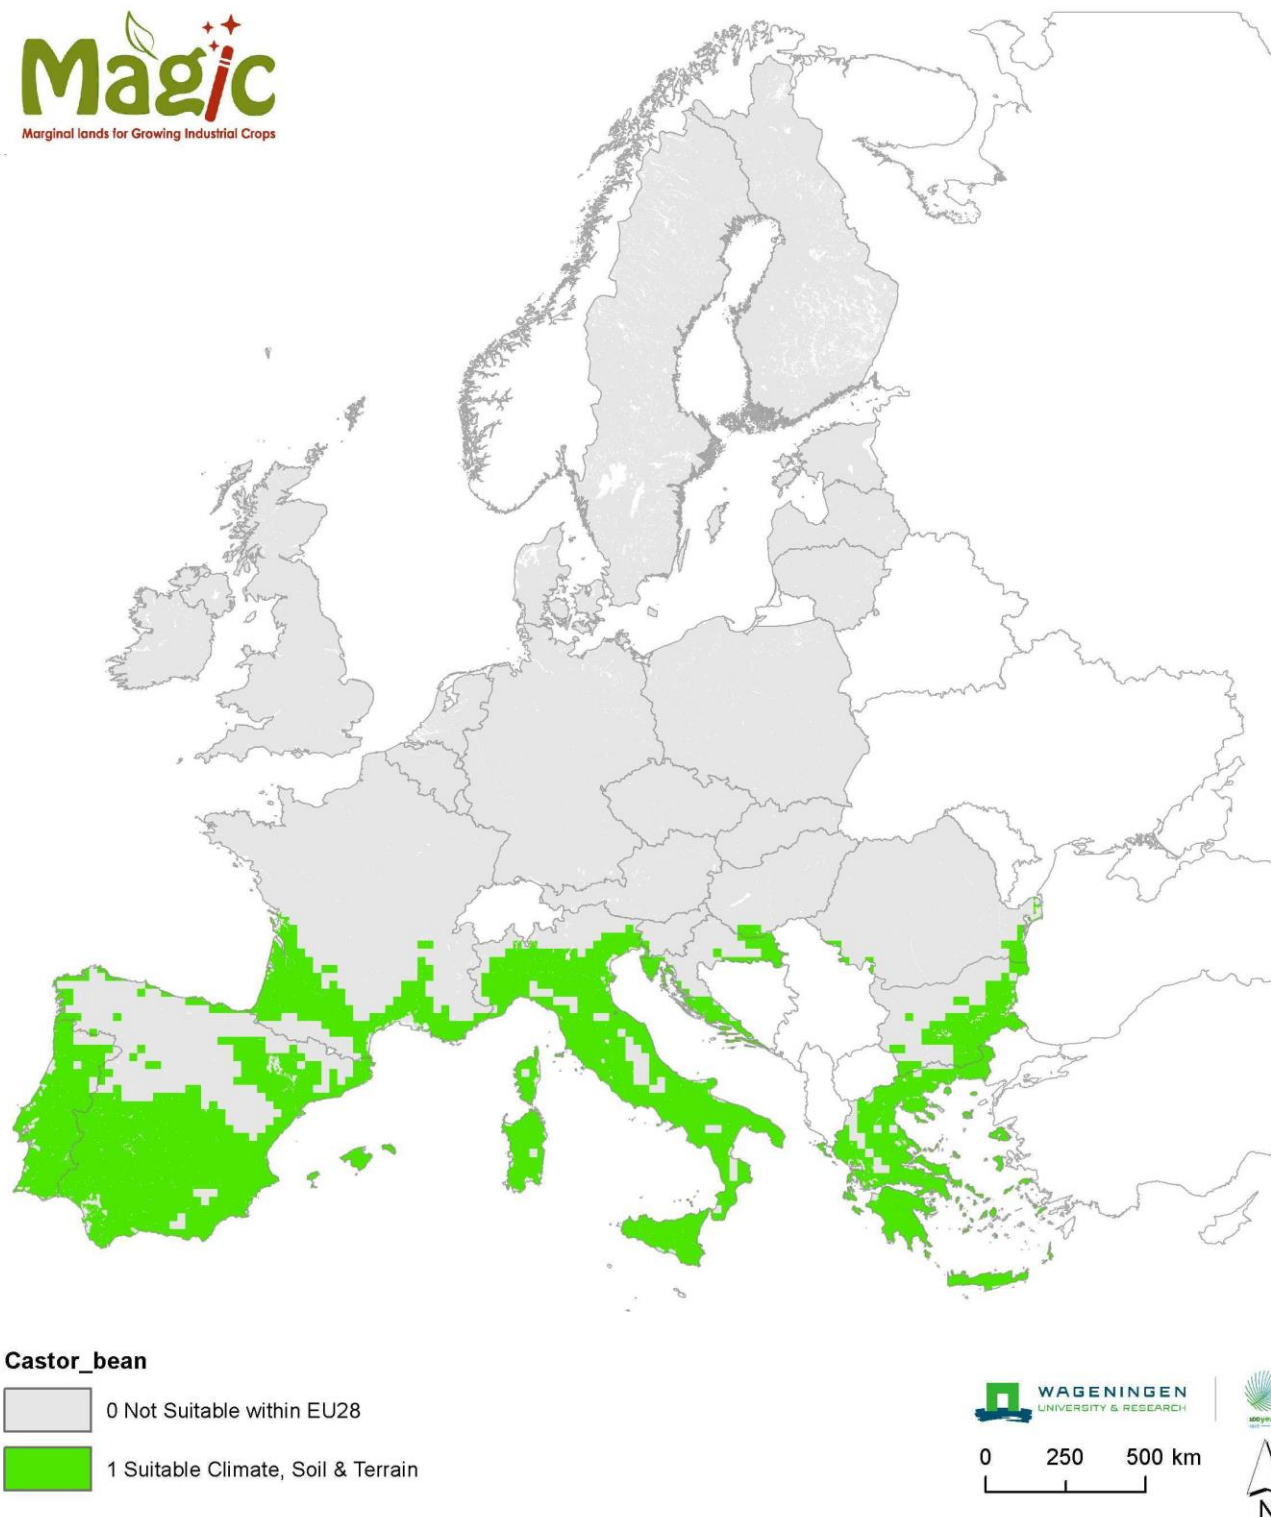 Magic
Marginal lands for Growing Industrial Crops
Castor_bean
0 Not Suitable within EU28
1 Suitable Climate, Soil & Terrain
WAGENINGEN
UNIVERSITY & RESEARCH
0 250 500 km
N